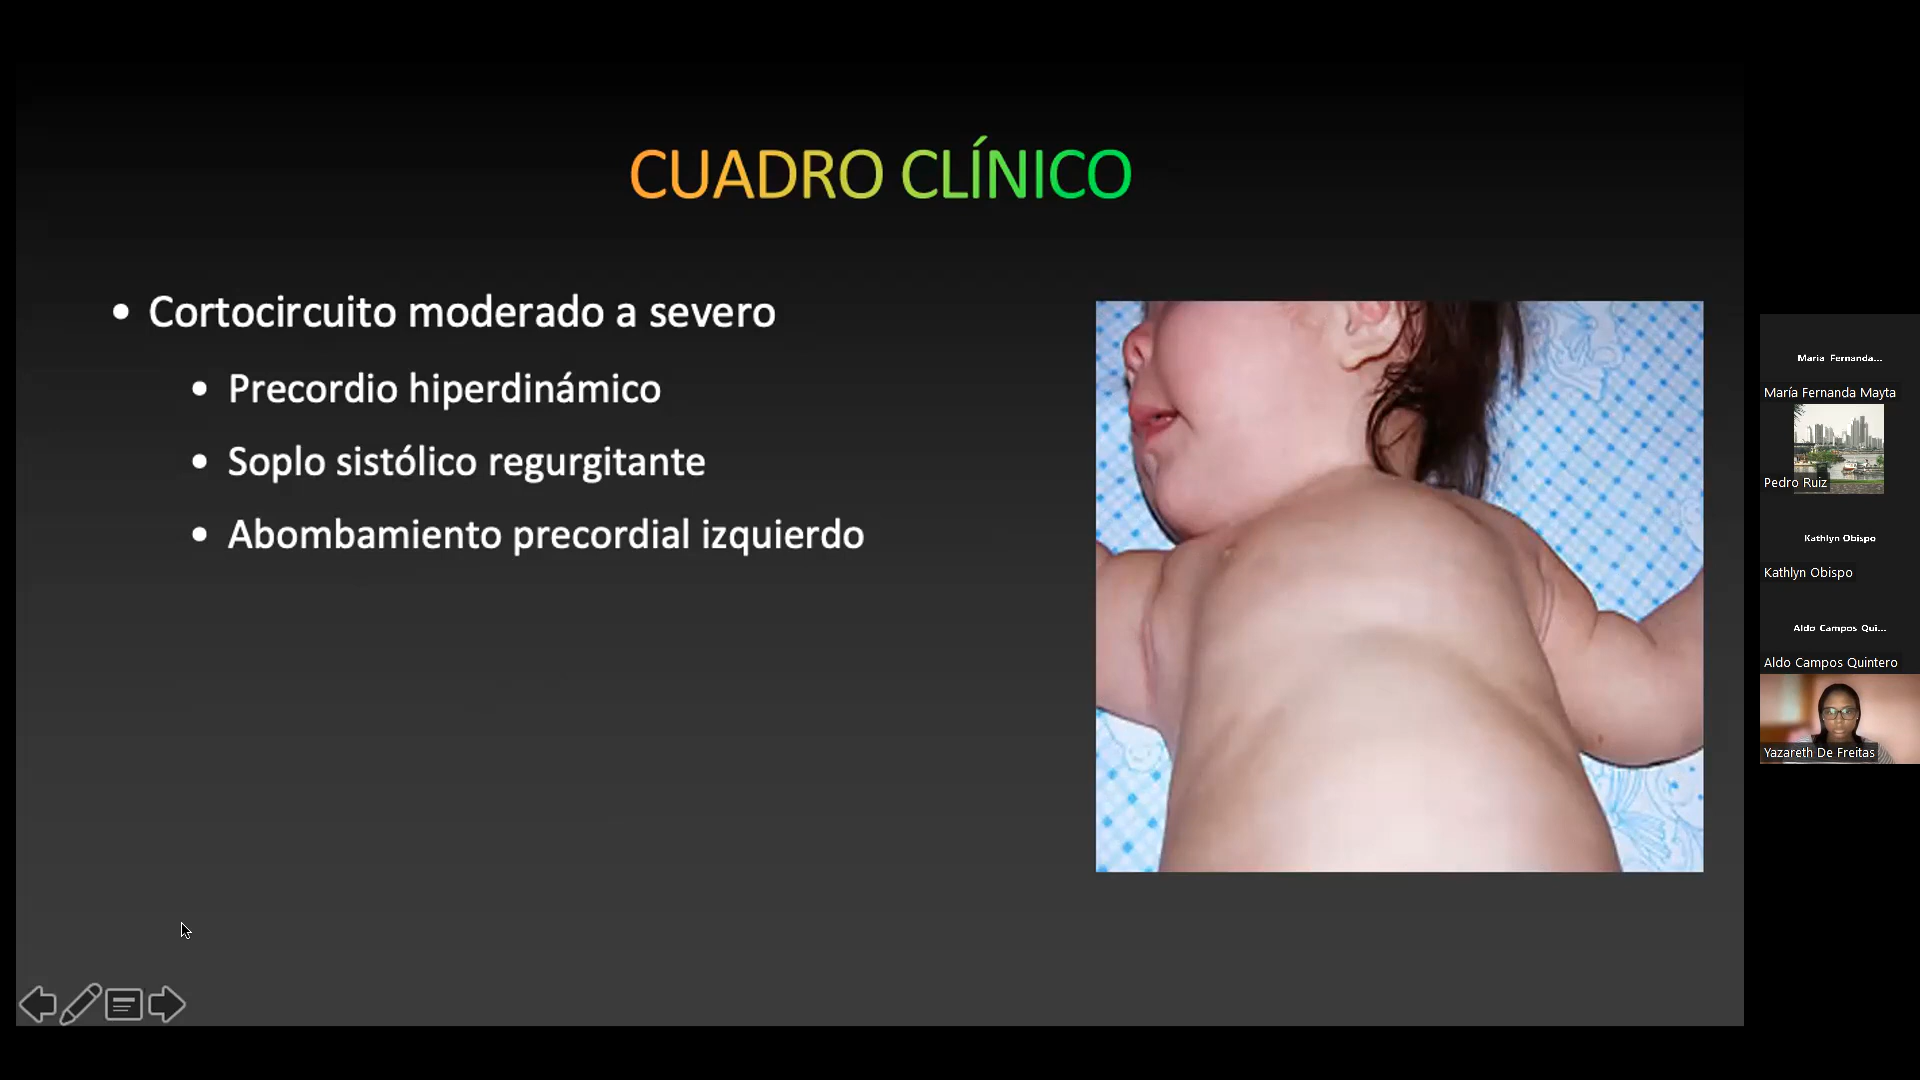 CUADRO CLÍNICO
• Cortocircuito moderado a severo
• Precordio hiperdinámico
• Soplo sistólico regurgitante
• Abombamiento precordial izquierdo
Maria Fernanda...
María Fernanda Mayta
Pedro Ruiz
Kathlyn Obispo
Kathlyn Obispo
Aldo Campos Qui...
Aldo Campos Quintero
Yazareth De Freitas